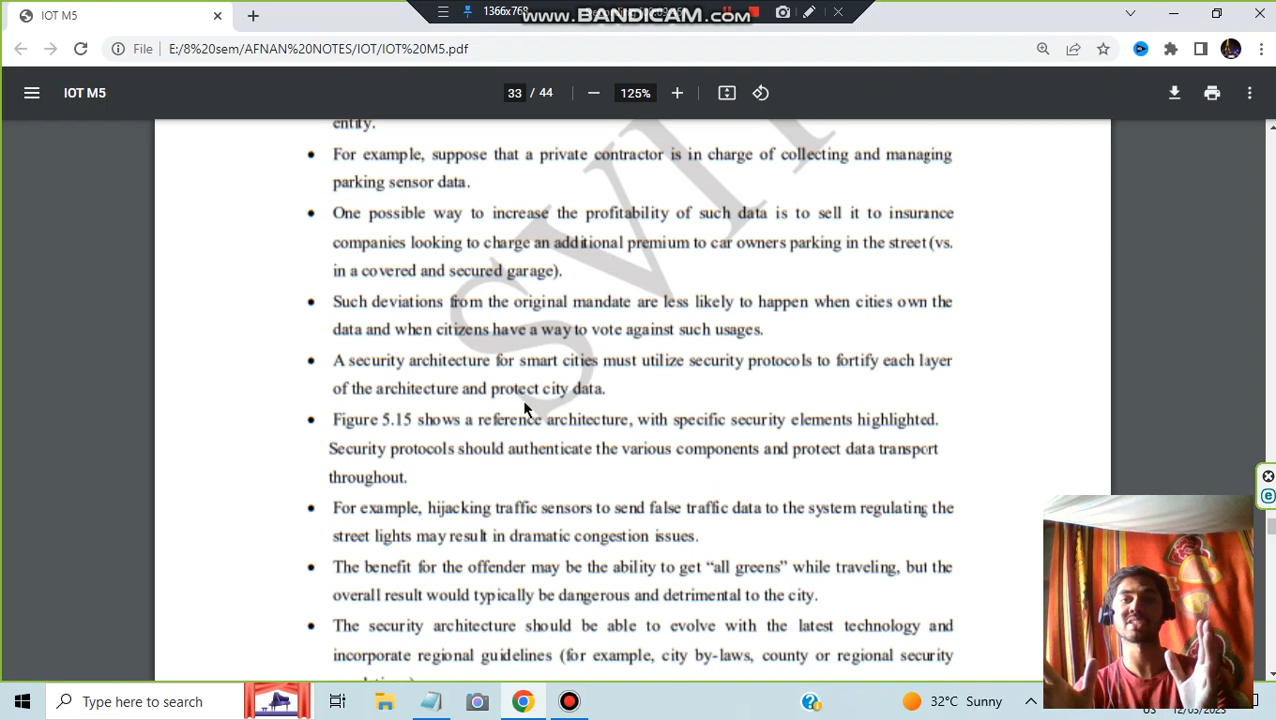 IOT M5
1366x768
www.BANDICAM.com
File
E:/8%20sem/AFNAN%20NOTES/IOT/IOT%20M5.pdf
IOT M5
33 / 44
125%
entity.
SVIT
• For example, suppose that a private contractor is in charge of collecting and managing
parking sensor data.
• One possible way to increase the profitability of such data is to sell it to insurance
companies looking to charge an additional premium to car owners parking in the street(vs.
in a covered and secured garage).
• Such deviations from the original mandate are less likely to happen when cities own the
data and when citizens have a way to vote against such usages.
• A security architecture for smart cities must utilize security protocols to fortify each layer
of the architecture and protect city data.
• Figure 5.15 shows a reference architecture, with specific security elements highlighted.
Security protocols should authenticate the various components and protect data transport
throughout.
• For example, hijacking traffic sensors to send false traffic data to the system regulating the
street lights may result in dramatic congestion issues.
• The benefit for the offender may be the ability to get “all greens” while traveling, but the
overall result would typically be dangerous and detrimental to the city.
• The security architecture should be able to evolve with the latest technology and
incorporate regional guidelines (for example, city by-laws, county or regional security
Type here to search
32°C Sunny
12/05/2023